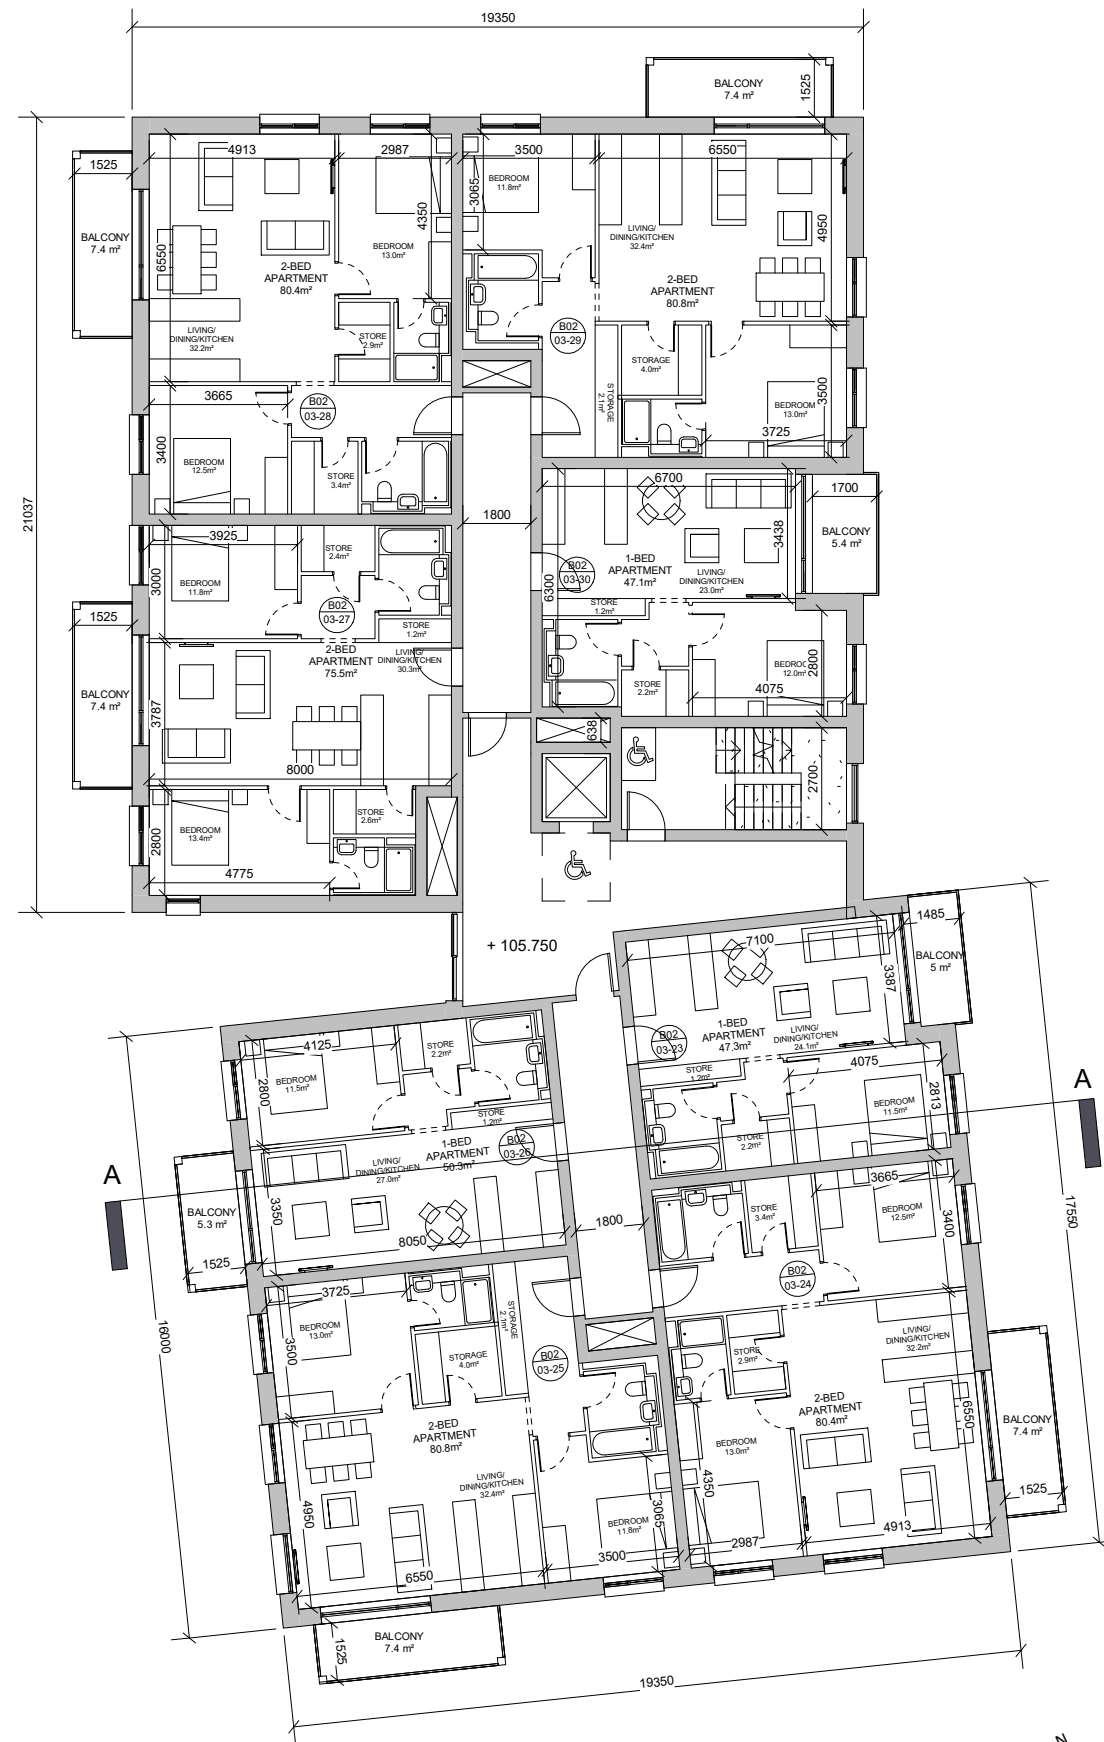 19350
BALCONY
7.4 m²
1525
4913
2987
3500
6550
1525
BALCONY
7.4 m²
6550
4350
3065
BEDROOM
11.8m²
LIVING/
DINING/KITCHEN
32.4m²
4950
BEDROOM
13.0m²
2-BED
APARTMENT
80.4m²
2-BED
APARTMENT
80.8m²
LIVING/
DINING/KITCHEN
32.2m²
STORE
2.9m²
B02
03-29
STORAGE
4.0m²
STORAGE
2.1m²
3665
B02
03-28
BEDROOM
13.0m²
3500
3725
3400
BEDROOM
12.5m²
STORE
3.4m²
21037
6700
1700
1800
3925
STORE
2.4m²
3438
BALCONY
5.4 m²
3000
BEDROOM
11.8m²
B02
03-30
1-BED
APARTMENT
47.1m²
LIVING/
DINING/KITCHEN
23.0m²
6300
1525
B02
03-27
STORE
1.2m²
STORE
1.2m²
2-BED
APARTMENT
75.5m²
LIVING/
DINING/KITCHEN
30.3m²
BALCONY
7.4 m²
BEDROOM
12.0m²
2800
STORE
2.2m²
4075
3787
638
8000
2700
BEDROOM
13.4m²
STORE
2.6m²
2800
4775
+ 105.750
7100
1485
BALCONY
5 m²
3387
4125
STORE
2.2m²
1-BED
APARTMENT
47.3m²
LIVING/
DINING/KITCHEN
24.1m²
B02
03-23
4075
2800
BEDROOM
11.5m²
STORE
1.2m²
2813
A
BEDROOM
11.5m²
STORE
1.2m²
1-BED
APARTMENT
50.3m²
B02
03-26
STORE
2.2m²
A
LIVING/
DINING/KITCHEN
27.0m²
3665
17550
BALCONY
5.3 m²
3350
1800
STORE
3.4m²
BEDROOM
12.5m²
3400
8050
1525
B02
03-24
3725
16000
BEDROOM
13.0m²
3500
STORAGE
2.1m²
LIVING/
DINING/KITCHEN
32.2m²
STORAGE
4.0m²
B02
03-25
STORE
2.9m²
2-BED
APARTMENT
80.4m²
6550
BALCONY
7.4 m²
2-BED
APARTMENT
80.8m²
BEDROOM
13.0m²
4350
LIVING/
DINING/KITCHEN
32.4m²
4950
3065
BEDROOM
11.8m²
1525
4913
2987
3500
6550
BALCONY
7.4 m²
1525
19350
N